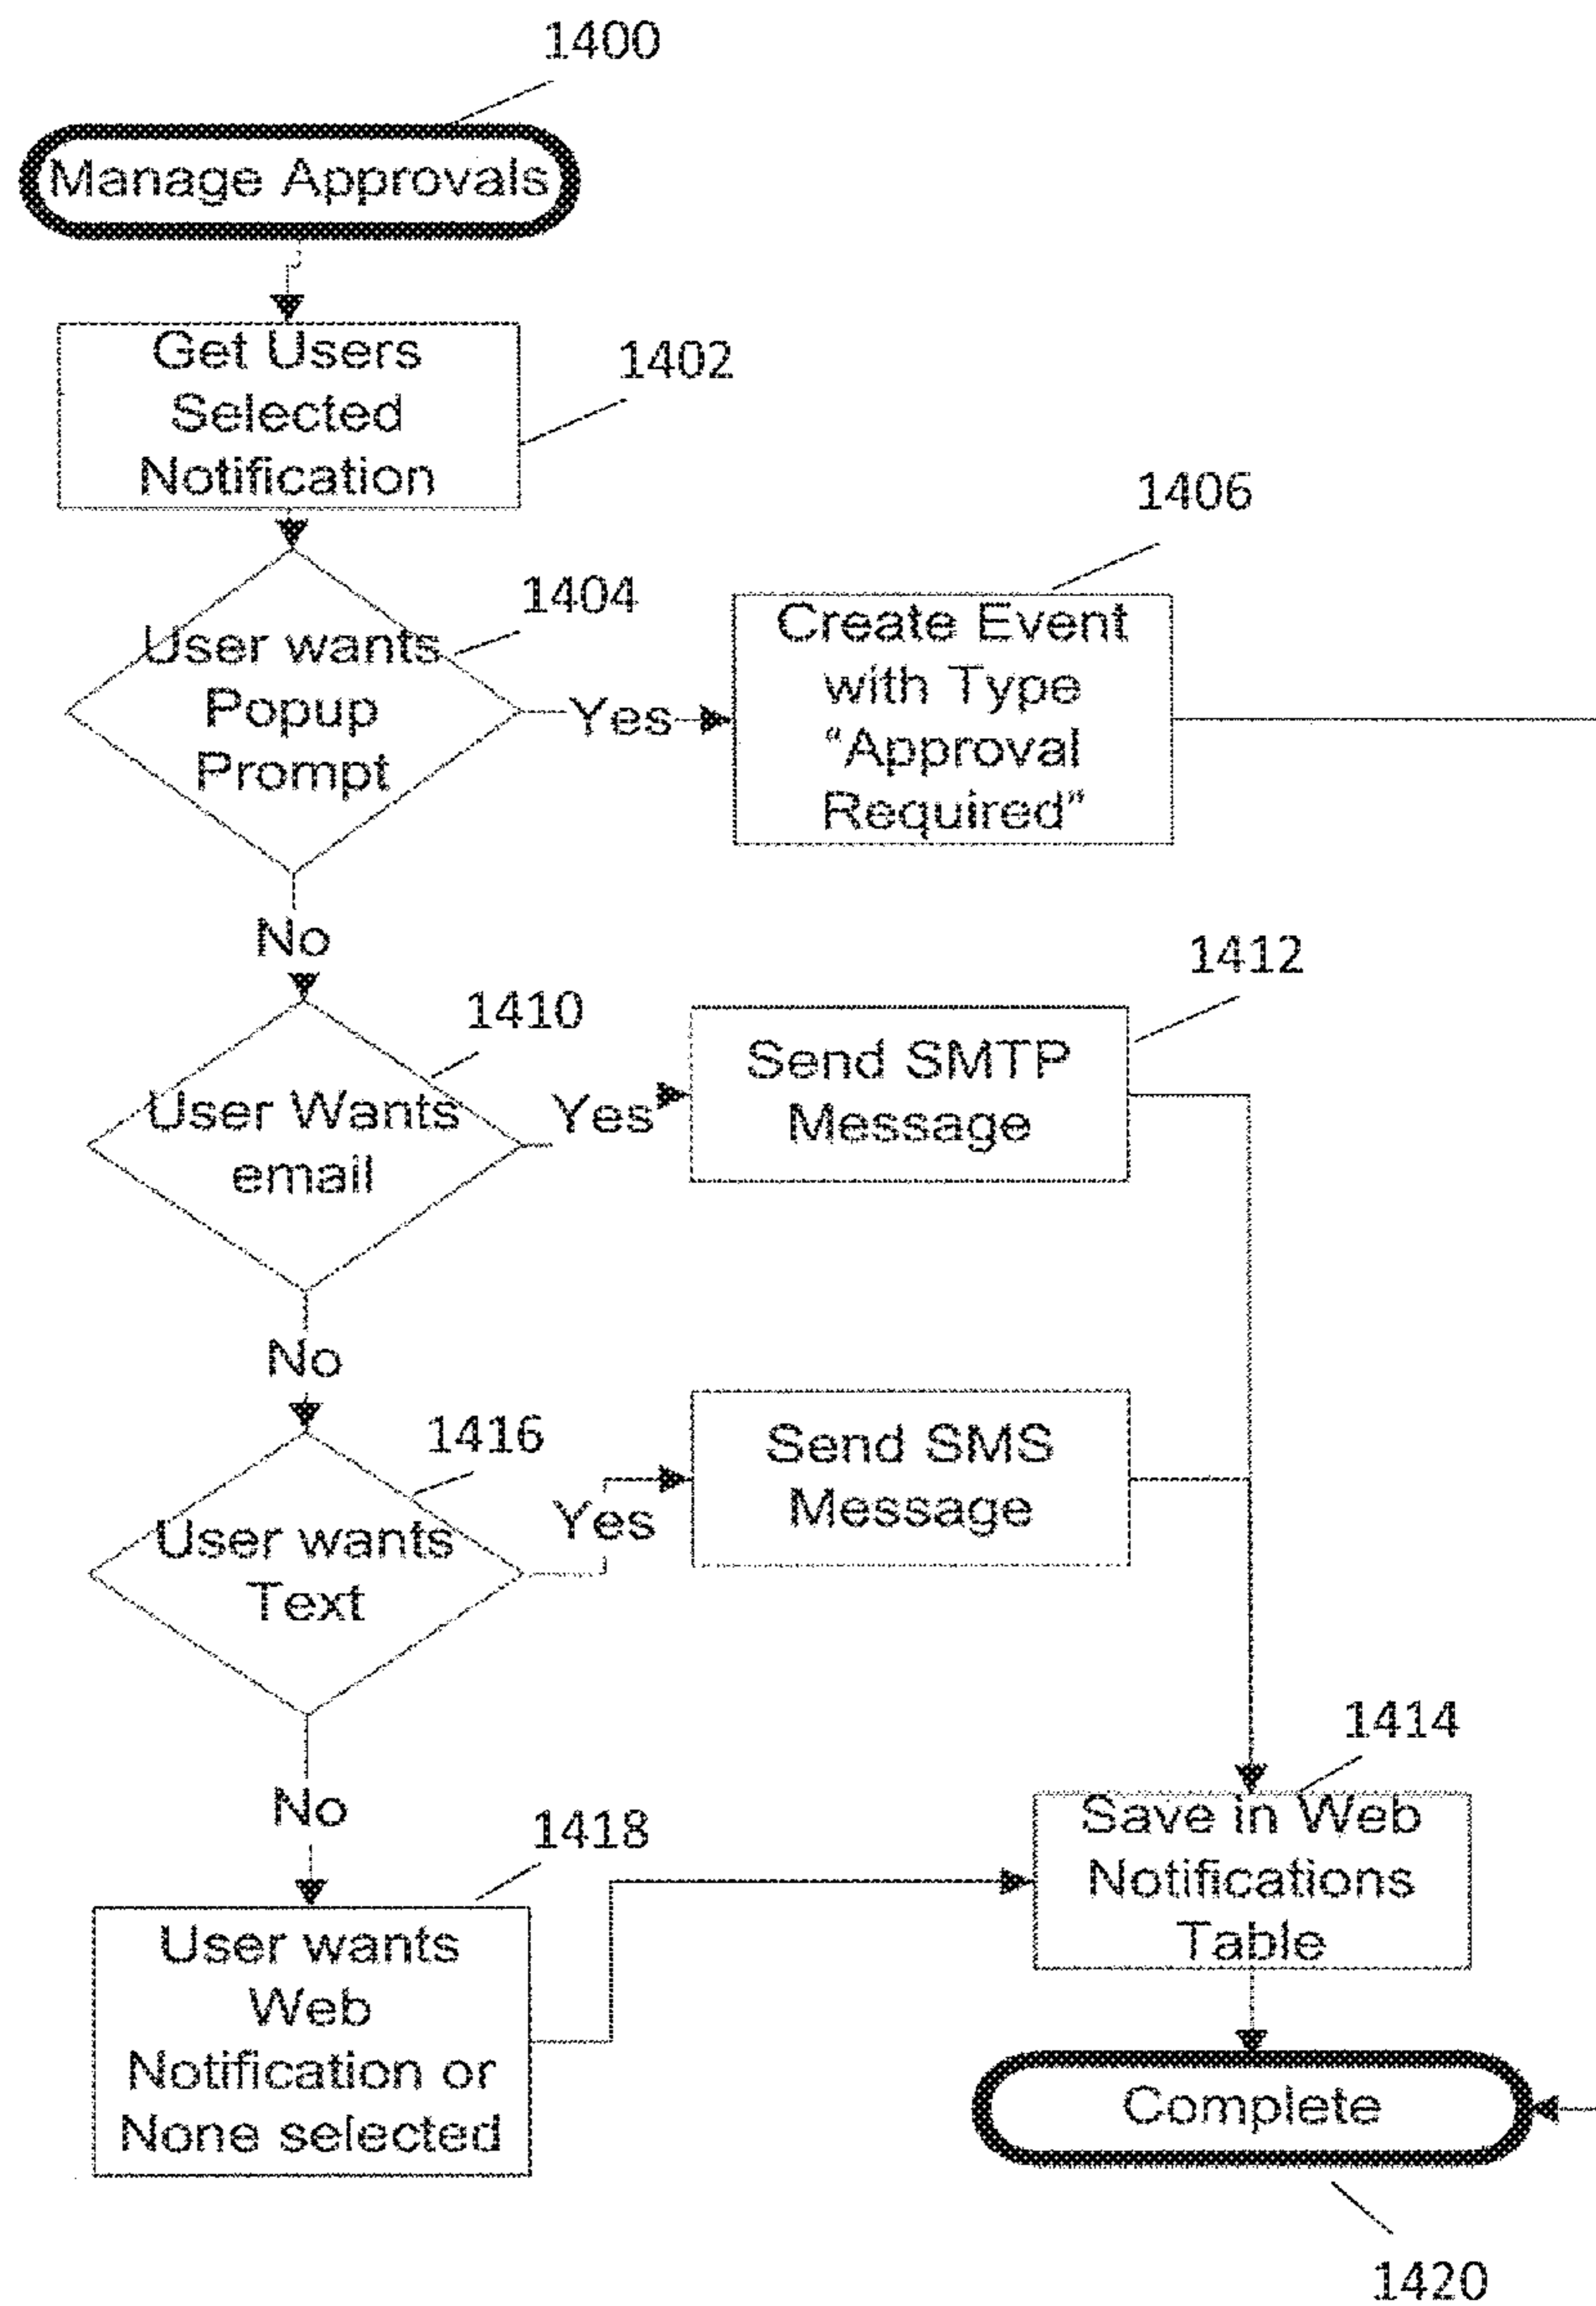 1400
Manage Approvals
Get Users
Selected
Notification
1402
1404
User wants
Popup
Prompt
Yes
1406
Create Event
with Type
“Approval
Required”
No
1410
User Wants
email
Yes
1412
Send SMTP
Message
No
1416
User wants
Text
Yes
Send SMS
Message
No
1418
User wants
Web
Notification or
None selected
1414
Save in Web
Notifications
Table
Complete
1420